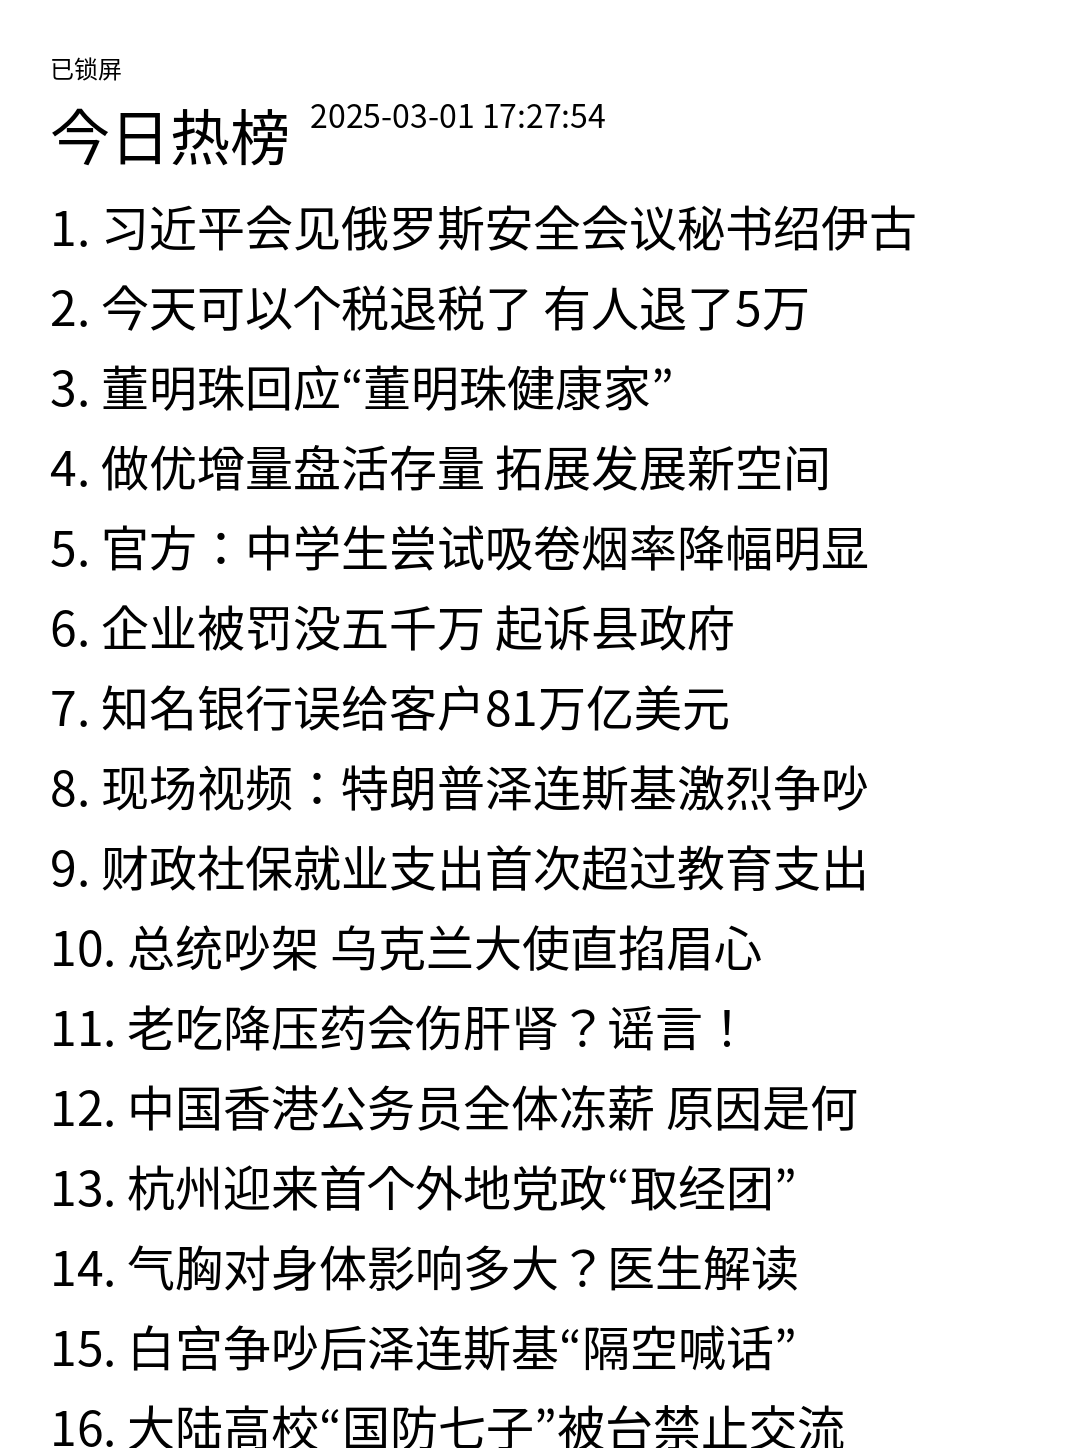 已锁屏
今日热榜 2025-03-01 17:27:54
1. 习近平会见俄罗斯安全会议秘书绍伊古
2. 今天可以个税退税了 有人退了5万
3. 董明珠回应“董明珠健康家”
4. 做优增量盘活存量 拓展发展新空间
5. 官方：中学生尝试吸卷烟率降幅明显
6. 企业被罚没五千万 起诉县政府
7. 知名银行误给客户81万亿美元
8. 现场视频：特朗普泽连斯基激烈争吵
9. 财政社保就业支出首次超过教育支出
10. 总统吵架 乌克兰大使直掐眉心
11. 老吃降压药会伤肝肾？谣言！
12. 中国香港公务员全体冻薪 原因是何
13. 杭州迎来首个外地党政“取经团”
14. 气胸对身体影响多大？医生解读
15. 白宫争吵后泽连斯基“隔空喊话”
16. 大陆高校“国防七子”被台禁止交流